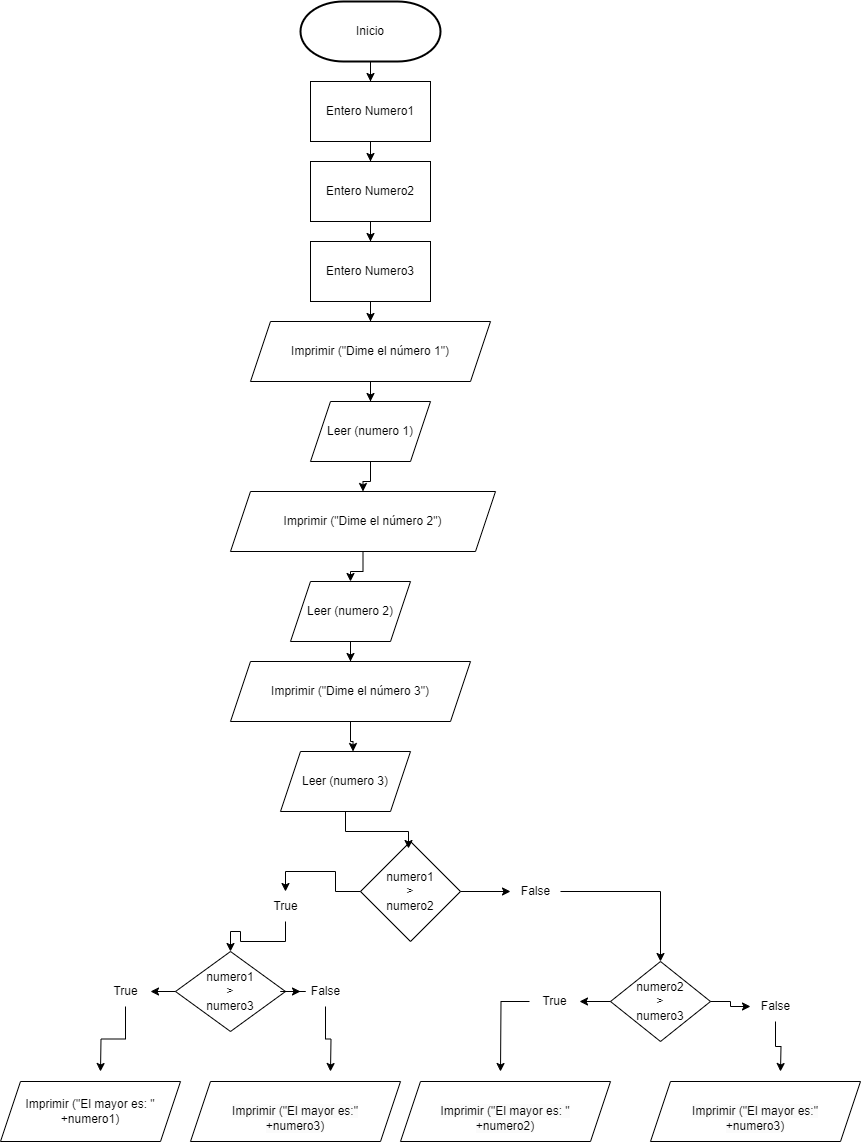 Inicio
Entero Numero1
Entero Numero2
Entero Numero3
Imprimir ("Dime el número 1")
Leer (numero 1)
Imprimir ("Dime el número 2")
Leer (numero 2)
Imprimir ("Dime el número 3")
Leer (numero 3)
numero1
>
numero2
False
True
numero1
>
numero3
True
False
numero2
>
numero3
True
False
Imprimir ("El mayor es: "
+numero1)
Imprimir ("El mayor es:"
+numero3)
Imprimir ("El mayor es: "
+numero2)
Imprimir ("El mayor es:"
+numero3)